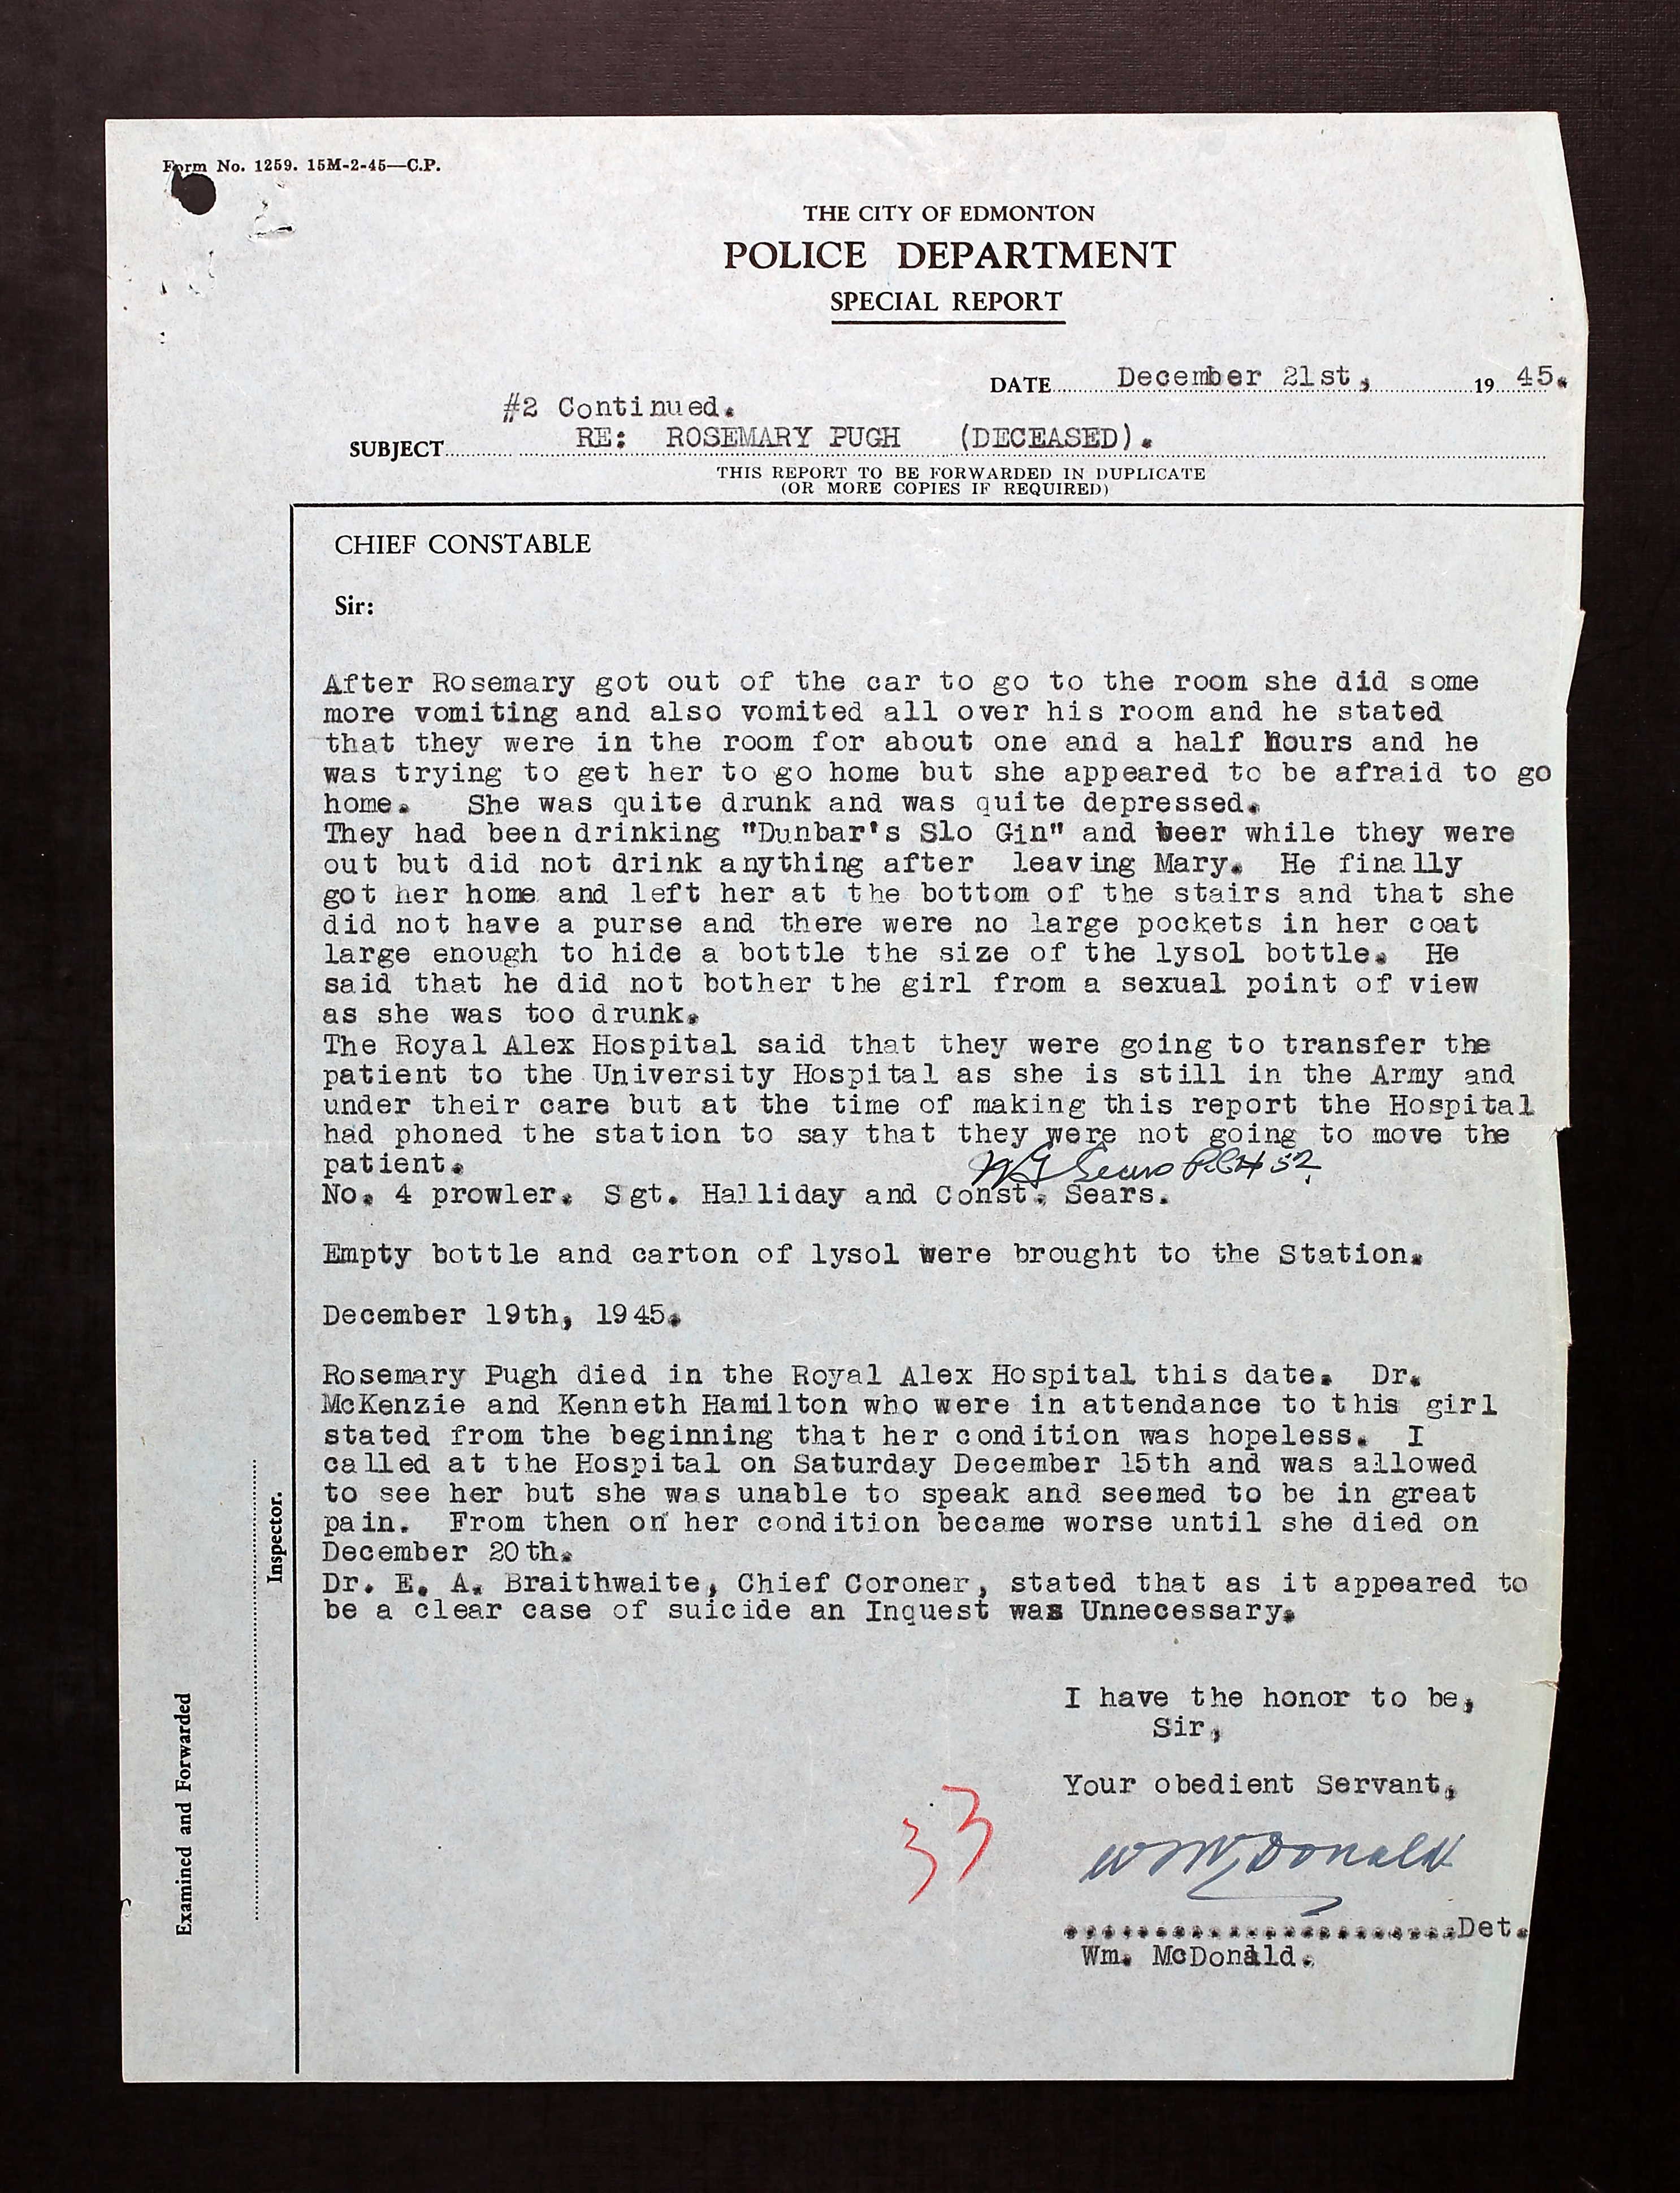 Form No. 1259. 15M-2-45—C.P.
THE CITY OF EDMONTON
POLICE DEPARTMENT
SPECIAL REPORT
DATE December 21st, 19 45.
#2 Continued.
SUBJECT RE: ROSEMARY PUGH (DECEASED).
THIS REPORT TO BE FORWARDED IN DUPLICATE
(OR MORE COPIES IF REQUIRED)
CHIEF CONSTABLE
Sir:
After Rosemary got out of the car to go to the room she did some
more vomiting and also vomited all over his room and he stated
that they were in the room for about one and a half hours and he
was trying to get her to go home but she appeared to be afraid to go
home. She was quite drunk and was quite depressed.
They had been drinking "Dunbar's Slo Gin" and beer while they were
out but did not drink anything after leaving Mary. He finally
got her home and left her at the bottom of the stairs and that she
did not have a purse and there were no large pockets in her coat
large enough to hide a bottle the size of the lysol bottle. He
said that he did not bother the girl from a sexual point of view
as she was too drunk.
The Royal Alex Hospital said that they were going to transfer the
patient to the University Hospital as she is still in the Army and
under their care but at the time of making this report the Hospital
had phoned the station to say that they were not going to move the
patient. Sears 52
No. 4 prowler. Sgt. Halliday and Const. Sears.
Empty bottle and carton of lysol were brought to the Station.
December 19th, 1945.
Rosemary Pugh died in the Royal Alex Hospital this date. Dr.
McKenzie and Kenneth Hamilton who were in attendance to this girl
stated from the beginning that her condition was hopeless. I
called at the Hospital on Saturday December 15th and was allowed
to see her but she was unable to speak and seemed to be in great
pain. From then on her condition became worse until she died on
December 20th.
Dr. E. A. Braithwaite, Chief Coroner, stated that as it appeared to
be a clear case of suicide an Inquest was Unnecessary.
I have the honor to be,
Sir,
Your obedient Servant,
33
W McDonald
......................Det.
Wm. McDonald.
Examined and Forwarded
Inspector.